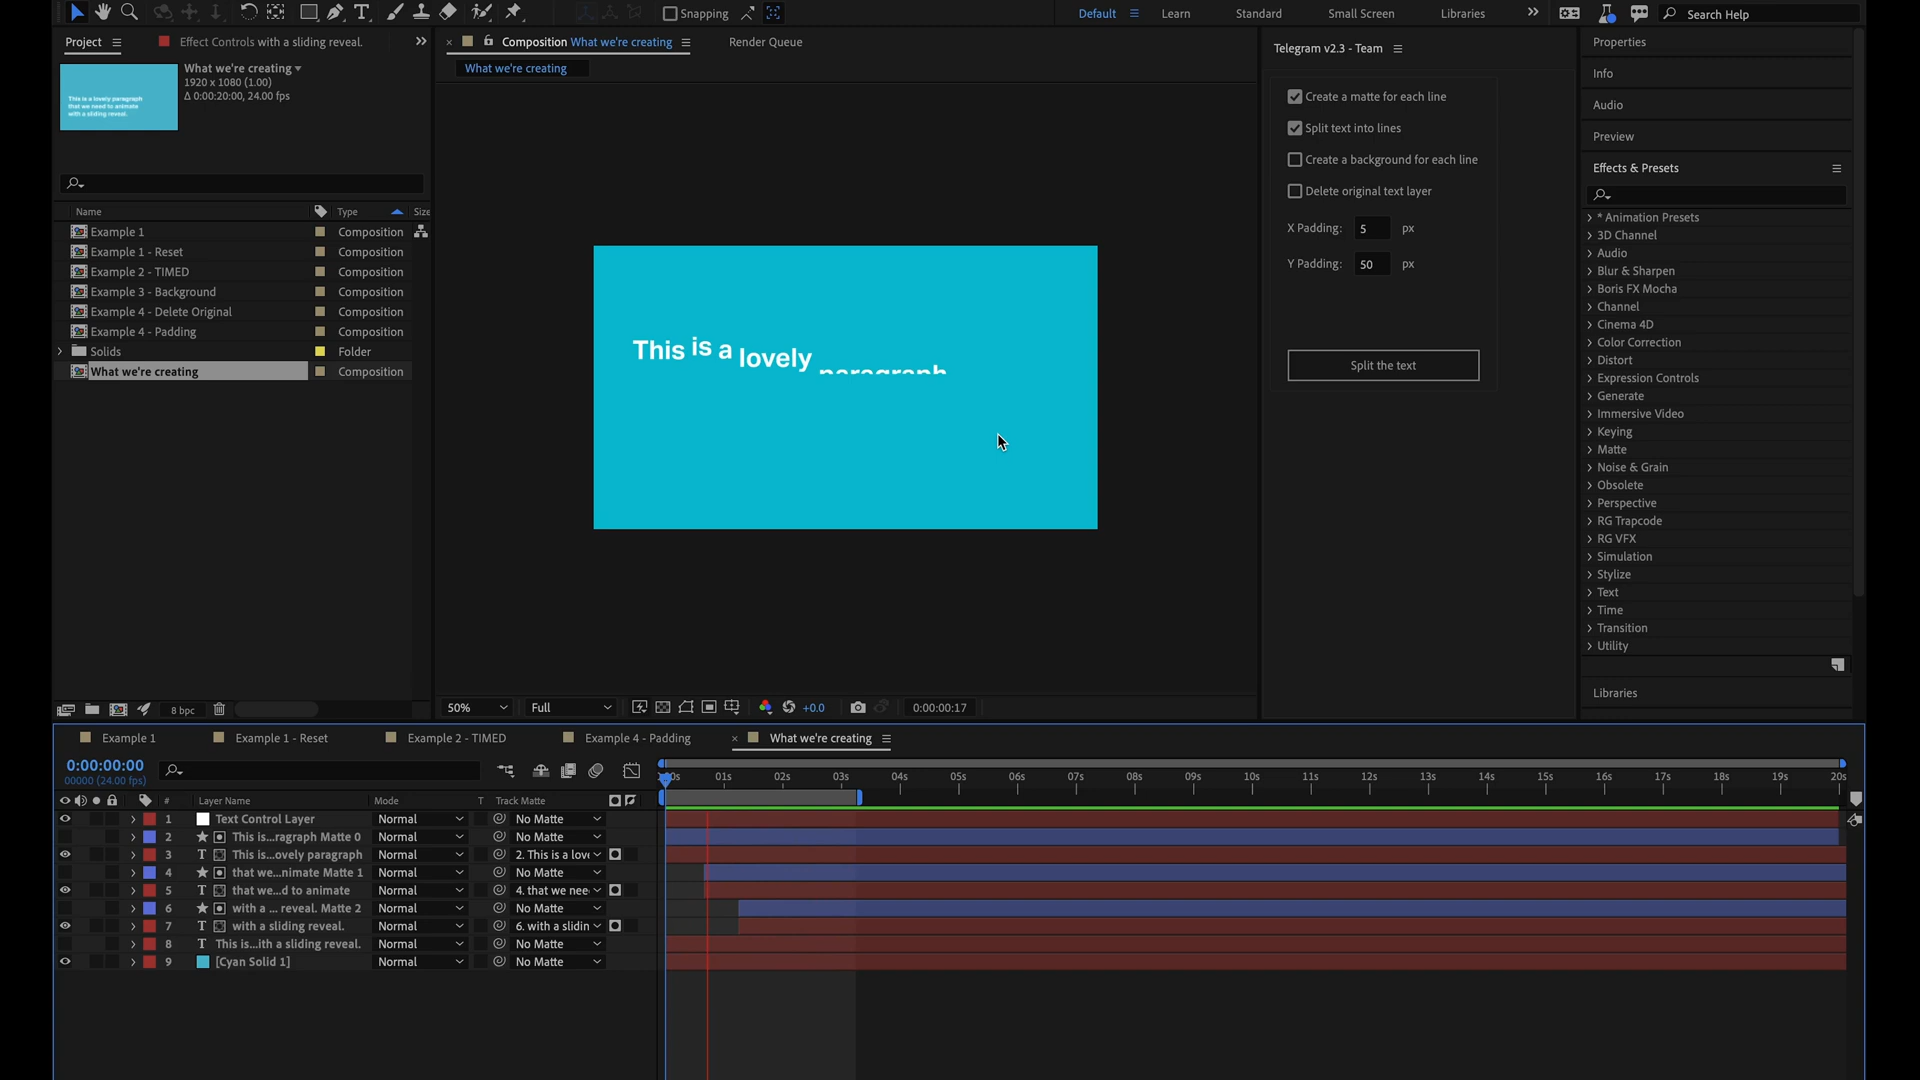 Snapping
Default
Learn
Standard
Small Screen
Libraries
Search Help
Project
Effect Controls with a sliding reveal.
Composition What we're creating
Render Queue
What we're creating
What we're creating
1920 x 1080 (1.00)
Δ 0:00:20:00, 24.00 fps
This is a lovely paragraph
that we need to animate
with a sliding reveal.
Name
Type
Size
Example 1
Composition
Example 1 - Reset
Composition
Example 2 - TIMED
Composition
Example 3 - Background
Composition
Example 4 - Delete Original
Composition
Example 4 - Padding
Composition
Solids
Folder
What we're creating
Composition
8 bpc
This is a lovely paragraph
50%
Full
+0.0
0:00:00:17
Telegram v2.3 - Team
Create a matte for each line
Split text into lines
Create a background for each line
Delete original text layer
X Padding: 5 px
Y Padding: 50 px
Split the text
Properties
Info
Audio
Preview
Effects & Presets
* Animation Presets
3D Channel
Audio
Blur & Sharpen
Boris FX Mocha
Channel
Cinema 4D
Color Correction
Distort
Expression Controls
Generate
Immersive Video
Keying
Matte
Noise & Grain
Obsolete
Perspective
RG Trapcode
RG VFX
Simulation
Stylize
Text
Time
Transition
Utility
Libraries
Example 1
Example 1 - Reset
Example 2 - TIMED
Example 4 - Padding
What we're creating
0:00:00:00
00000 (24.00 fps)
0s 01s 02s 03s 04s 05s 06s 07s 08s 09s 10s 11s 12s 13s 14s 15s 16s 17s 18s 19s 20s
# Layer Name Mode T Track Matte
1 Text Control Layer Normal No Matte
2 This is...ragraph Matte 0 Normal No Matte
3 T This is...ovely paragraph Normal 2. This is a love
4 that we...nimate Matte 1 Normal No Matte
5 T that we...d to animate Normal 4. that we nee
6 with a ... reveal. Matte 2 Normal No Matte
7 T with a sliding reveal. Normal 6. with a slidin
8 T This is...ith a sliding reveal. Normal No Matte
9 [Cyan Solid 1] Normal No Matte